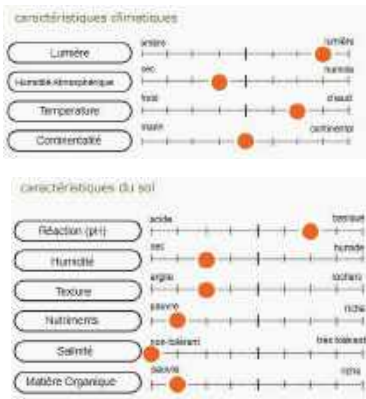 caractéristiques climatiques
ombre lumière
Lumière
sec humide
Humidité Atmosphérique
froid chaud
Temperature
marin continental
Continentalité
caractéristiques du sol
acide basique
Réaction (pH)
sec humide
Humidité
argile rochers
Texture
pauvre riche
Nutriments
non-tolérant très tolérant
Salinité
pauvre riche
Matière Organique